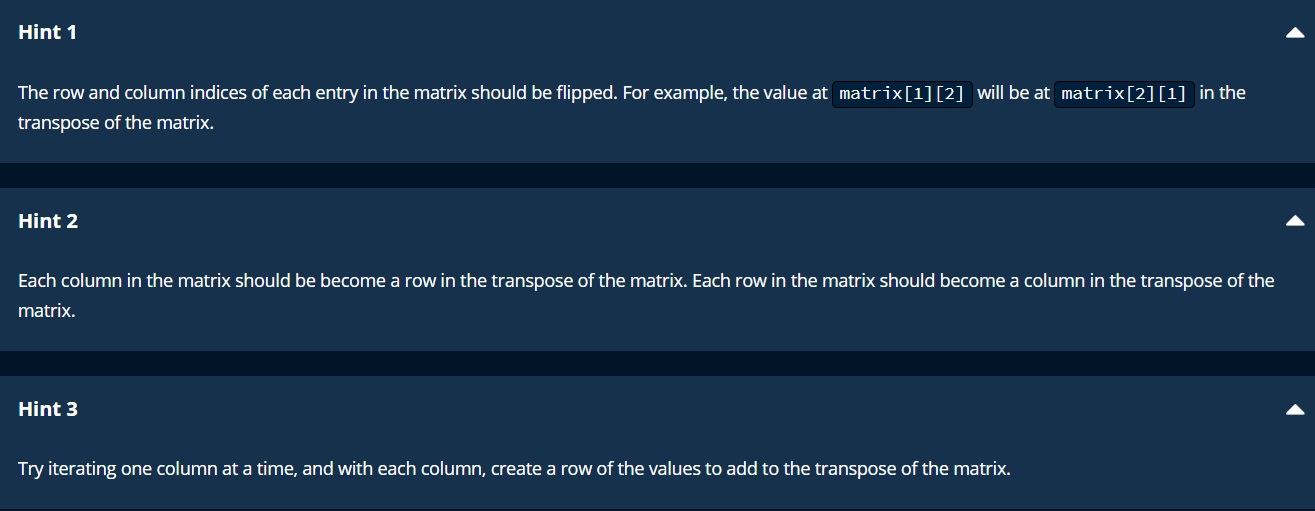 Hint 1
The row and column indices of each entry in the matrix should be flipped. For example, the value at matrix[1][2] will be at matrix[2][1] in the
transpose of the matrix.
Hint 2
Each column in the matrix should be become a row in the transpose of the matrix. Each row in the matrix should become a column in the transpose of the
matrix.
Hint 3
Try iterating one column at a time, and with each column, create a row of the values to add to the transpose of the matrix.